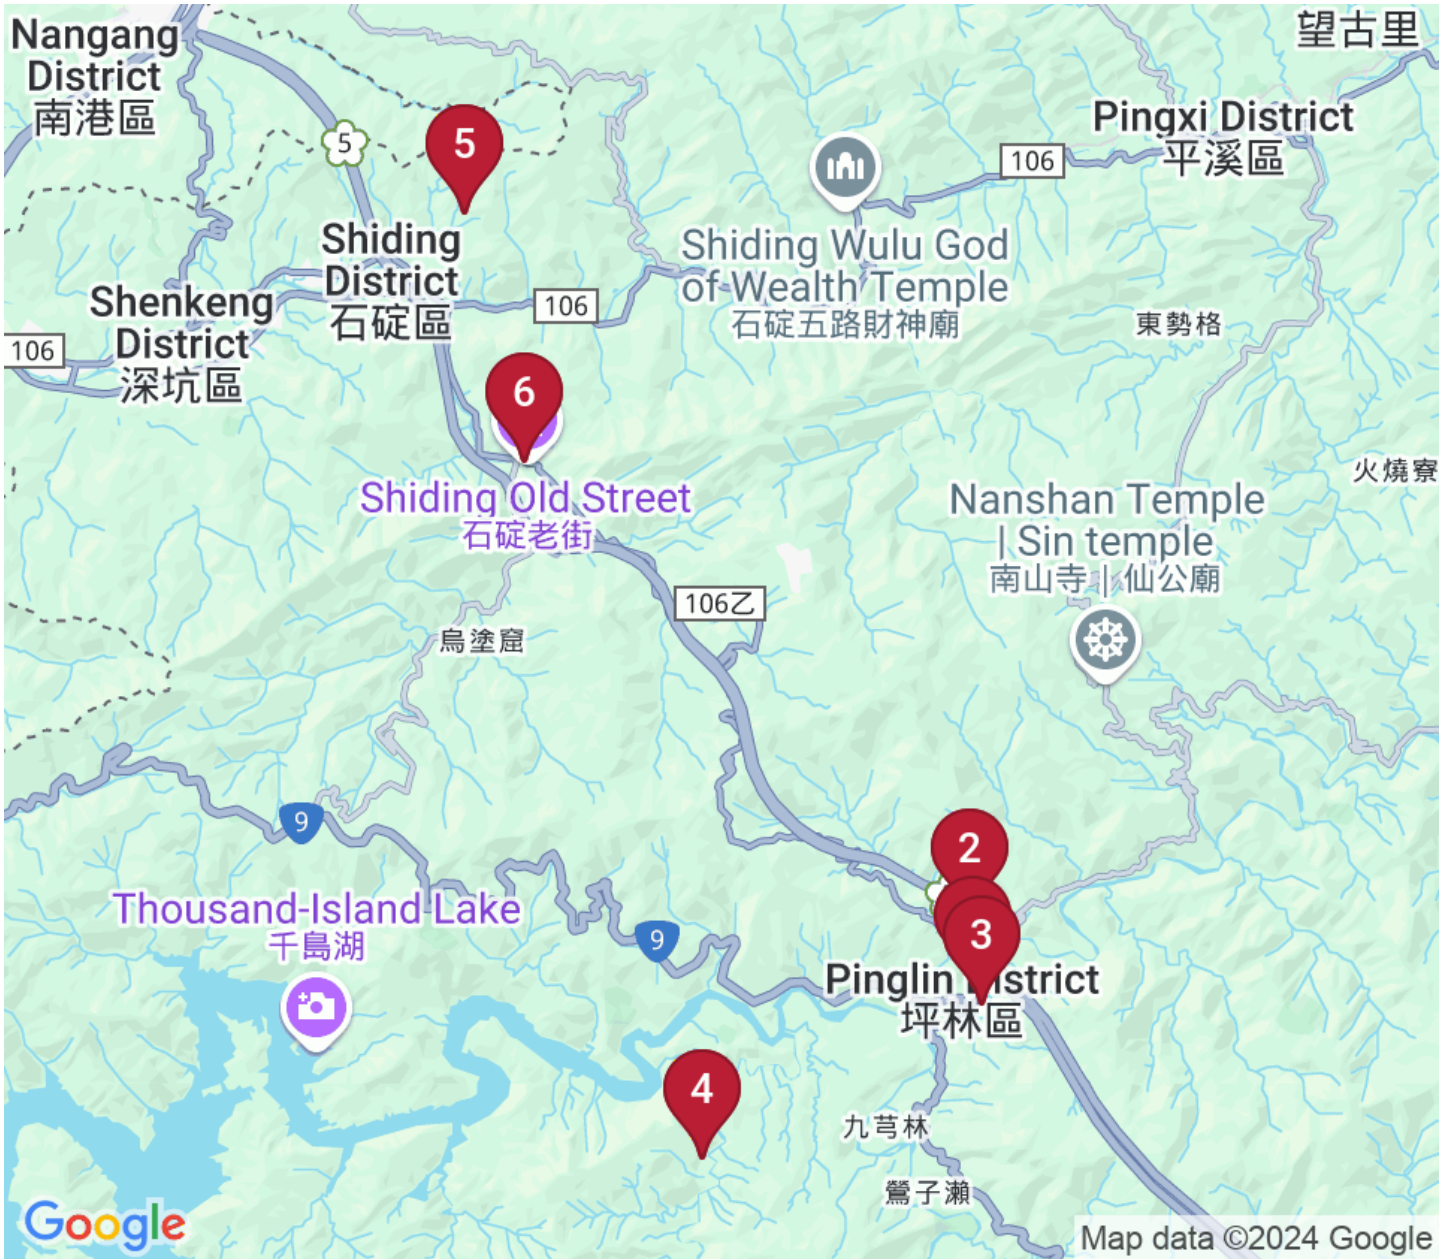 Nangang
District
南港區
望古里
5
5
Pingxi District
平溪區
106
Shiding
District
石碇區
Shiding Wulu God
of Wealth Temple
石碇五路財神廟
Shenkeng
District
深坑區
106
106
東勢格
6
Shiding Old Street
石碇老街
火燒寮
Nanshan Temple
| Sin temple
南山寺 | 仙公廟
106乙
烏塗窟
9
2
Thousand-Island Lake
千島湖
9
3
Pinglin District
坪林區
4
九芎林
鶯子瀨
Google
Map data ©2024 Google